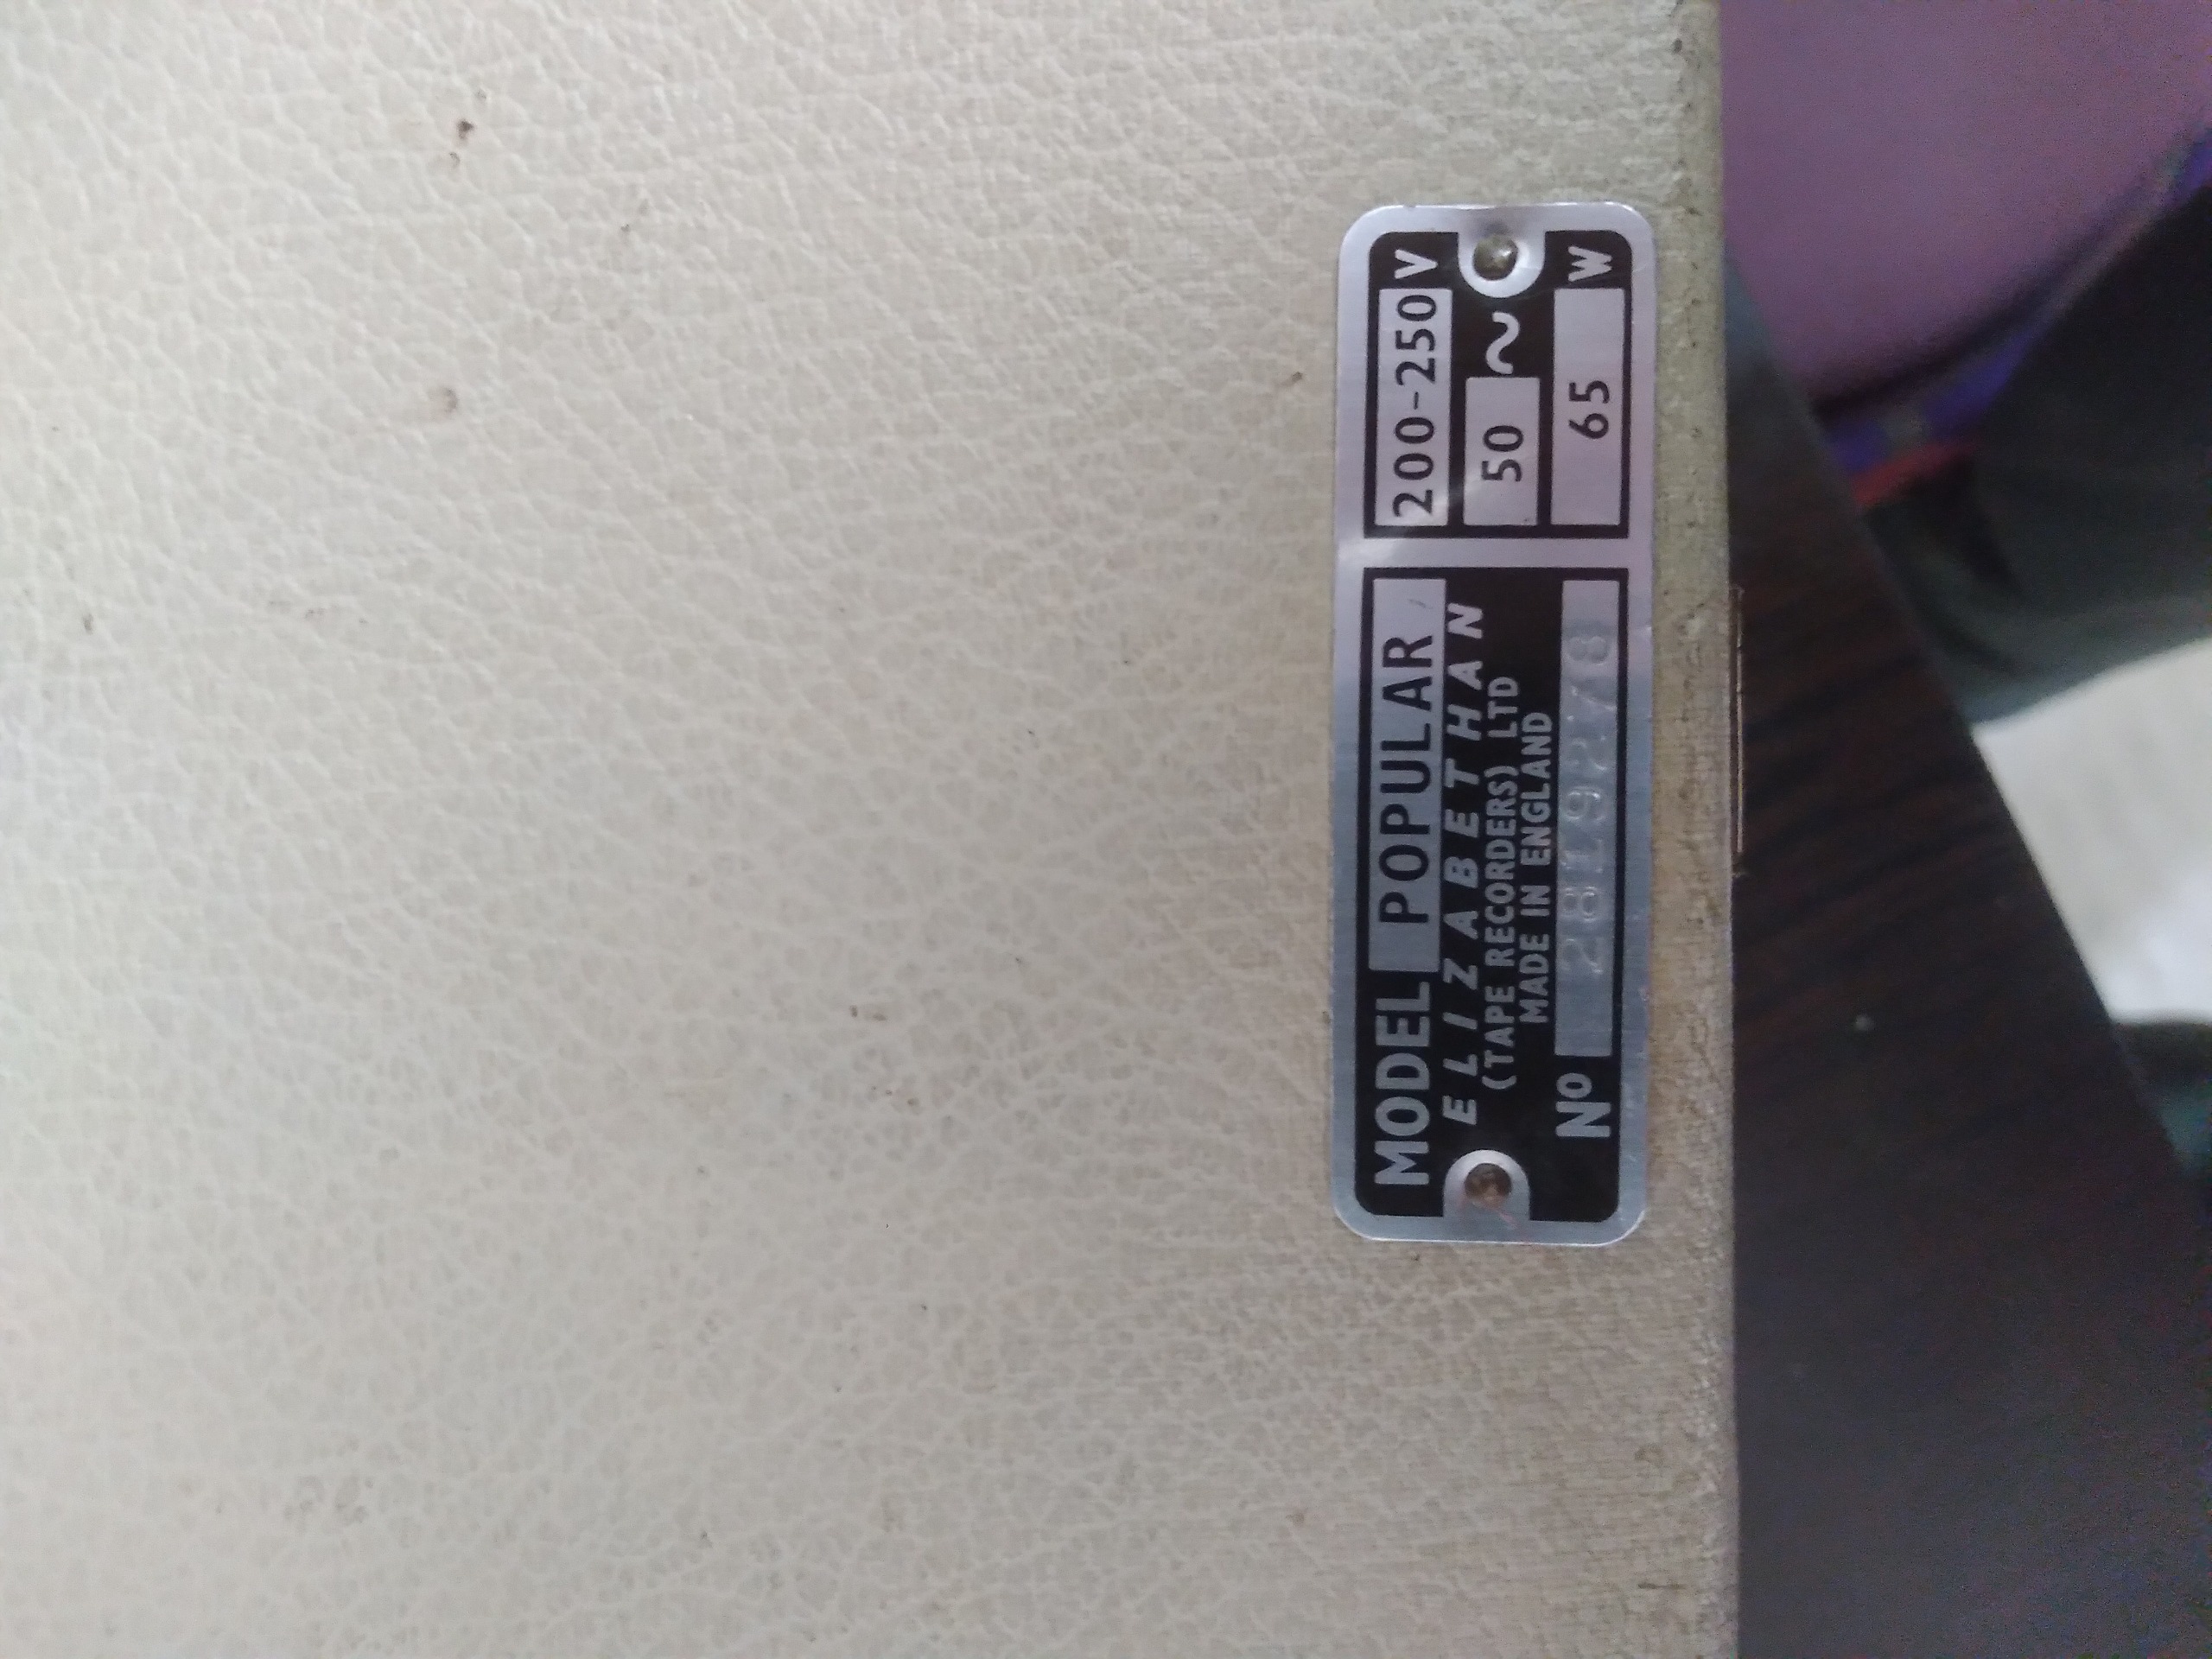 MODEL POPULAR
ELIZABETHAN
(TAPE RECORDERS) LTD
MADE IN ENGLAND
Nº
200-250 V
50 ~
65 W